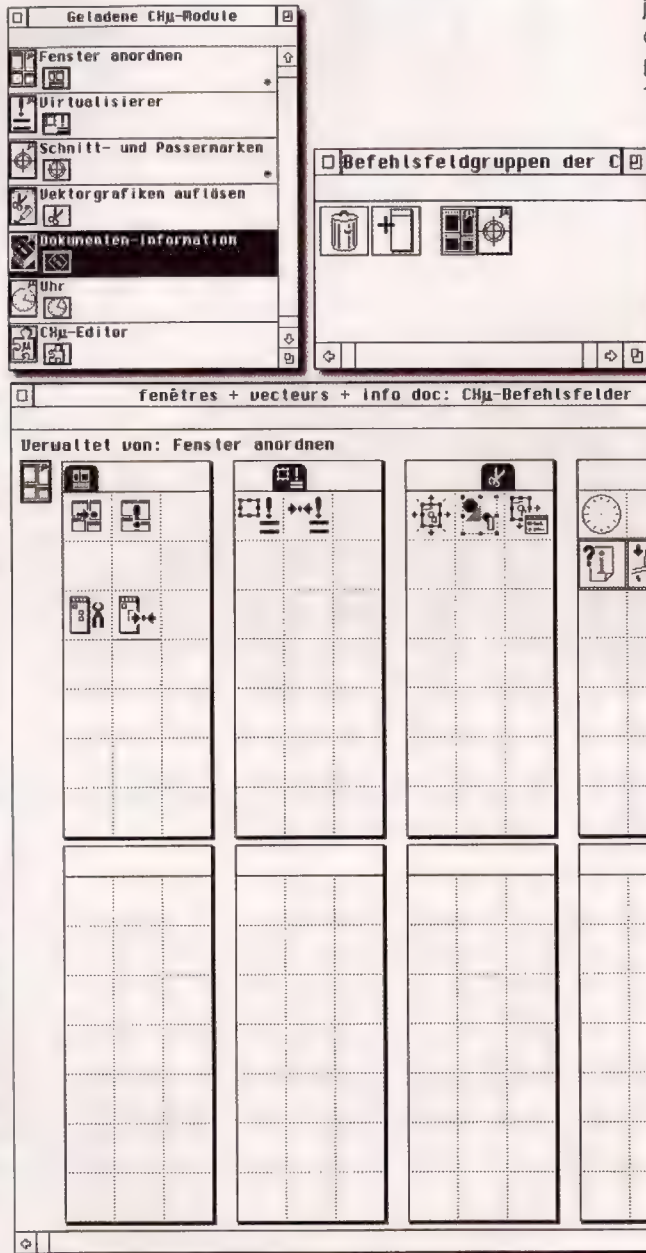 Geladene CHµ-Module
Fenster anordnen
Virtualisierer
Schnitt- und Passermarken
Vektorgrafiken auflösen
Dokumenten-Information
Uhr
CHµ-Editor
Befehlsfeldgruppen der C
fenêtres + vecteurs + info doc: CHµ-Befehlsfelder
Verwaltet von: Fenster anordnen